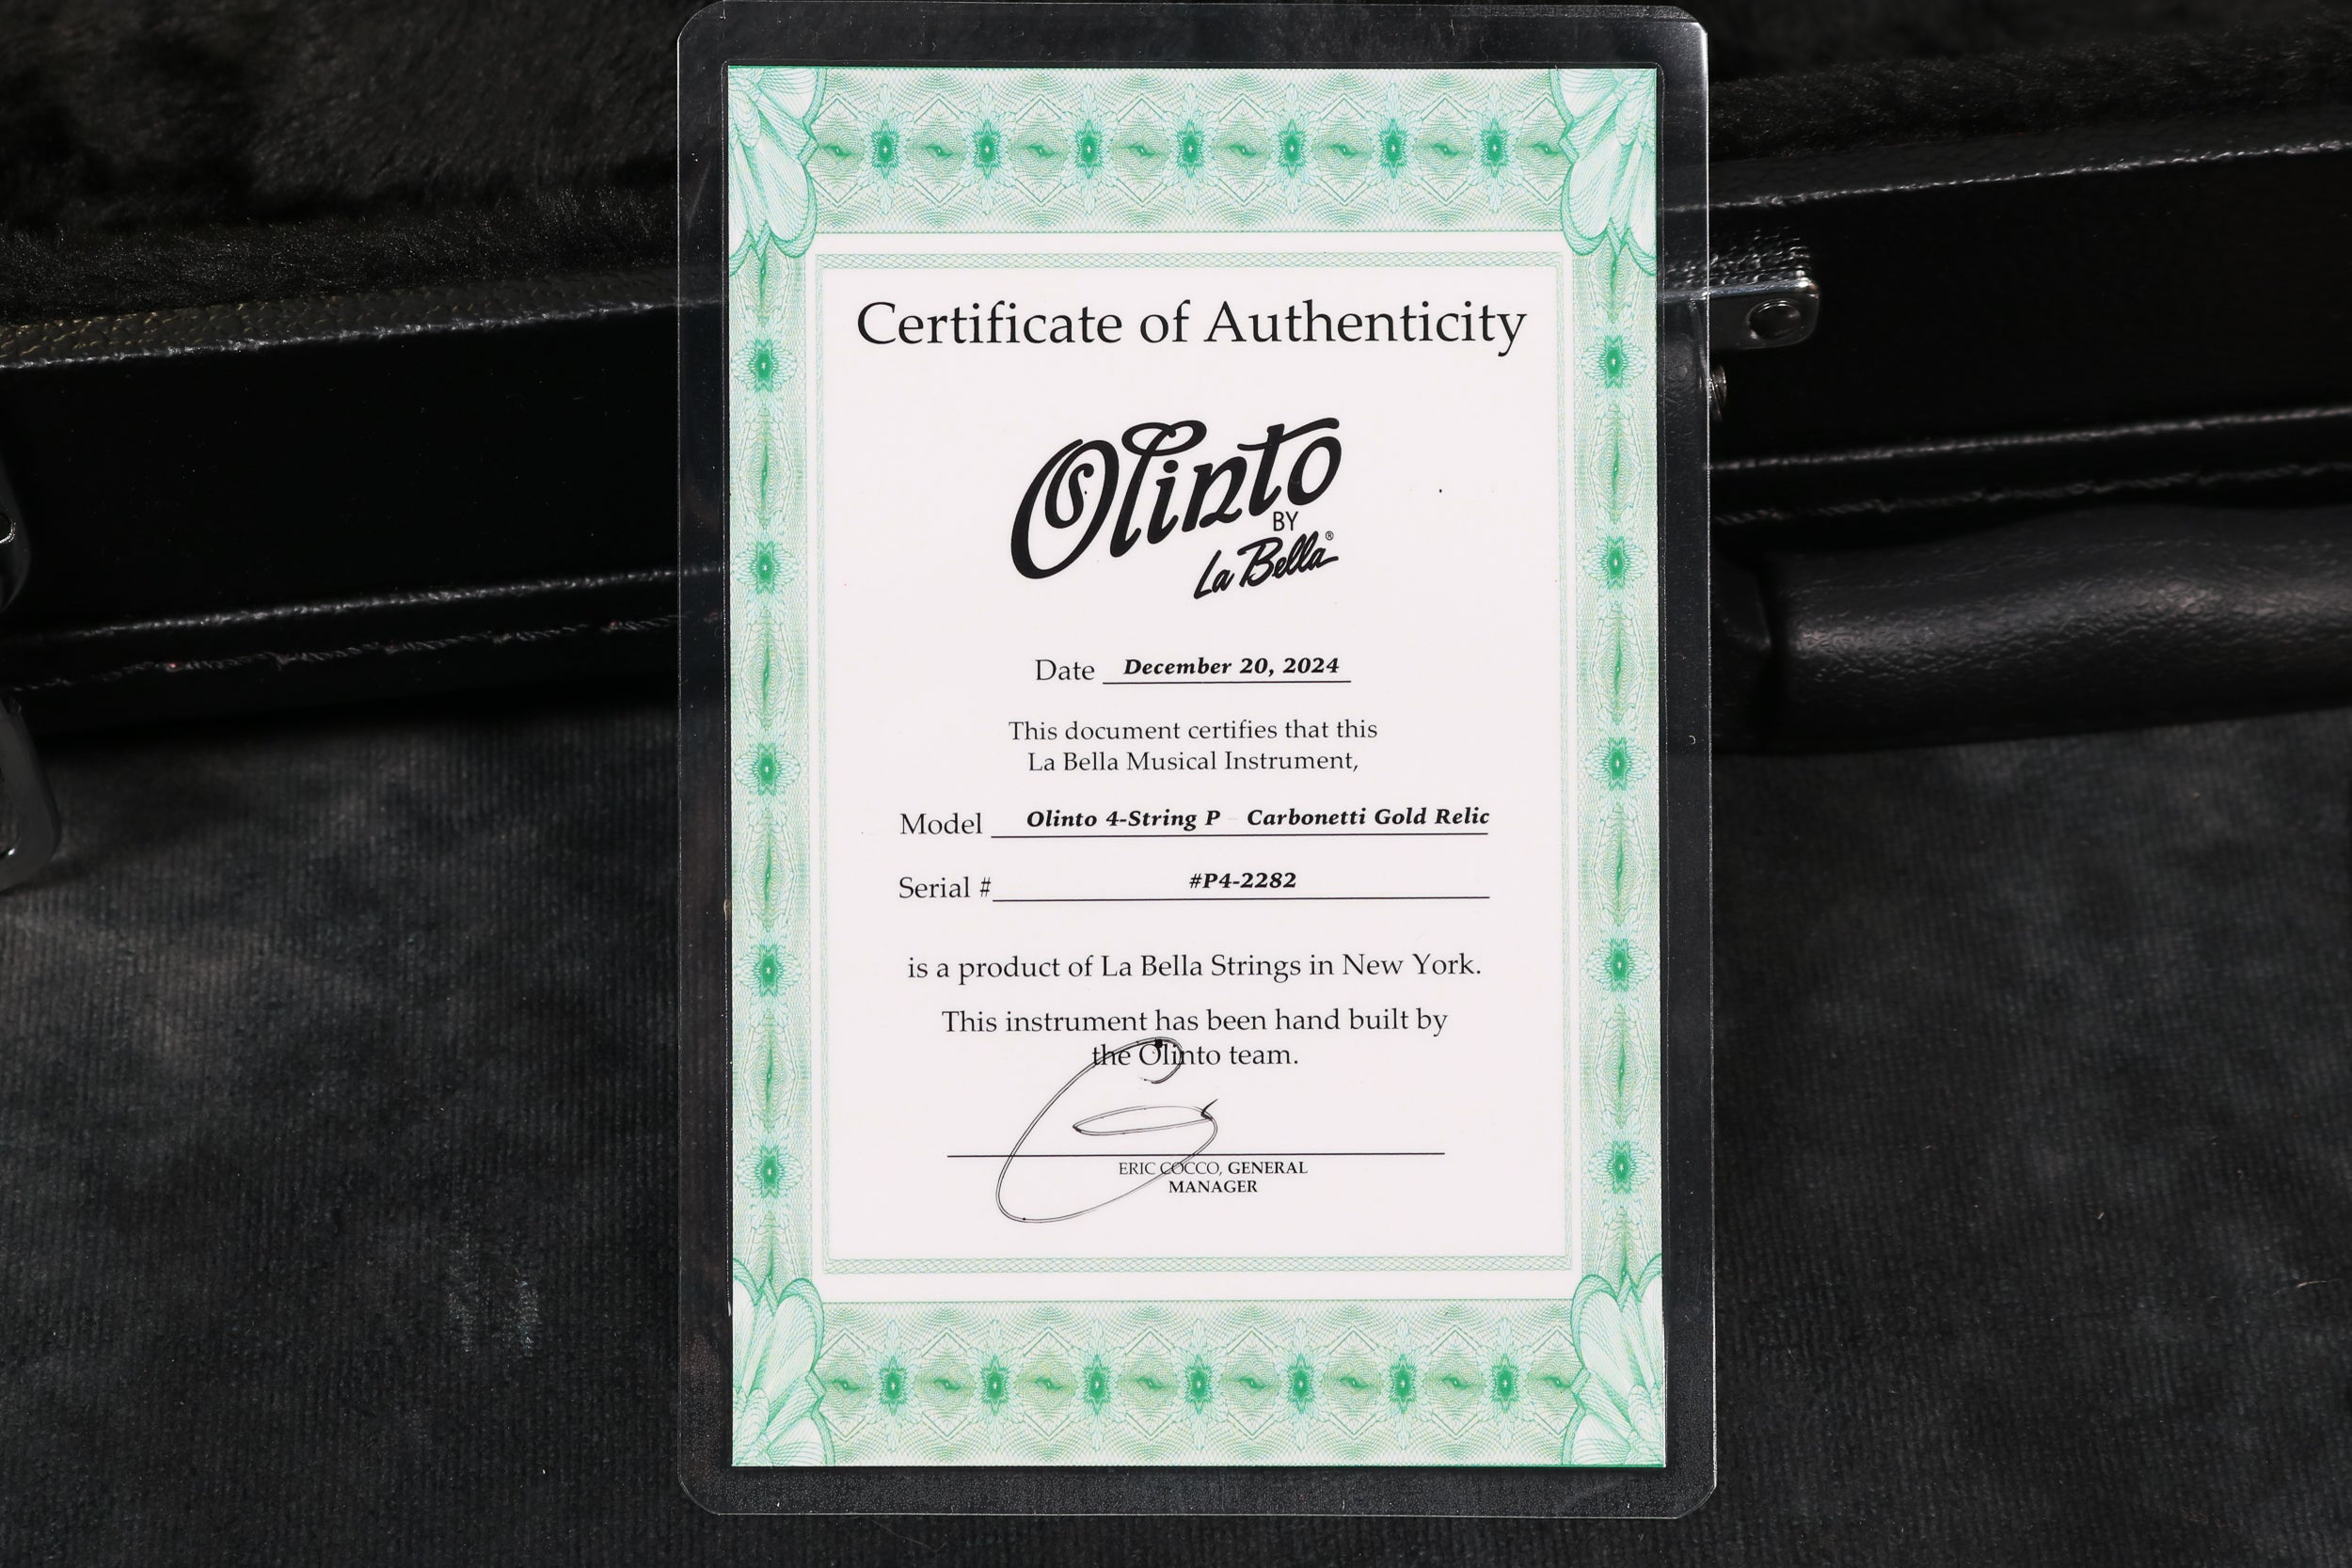 Certificate of Authenticity
Olinto
BY
La Bella®
Date December 20, 2024
This document certifies that this
La Bella Musical Instrument,
Model Olinto 4-String P - Carbonetti Gold Relic
Serial # #P4-2282
is a product of La Bella Strings in New York.
This instrument has been hand built by
the Olinto team.
ERIC COCCO, GENERAL
MANAGER